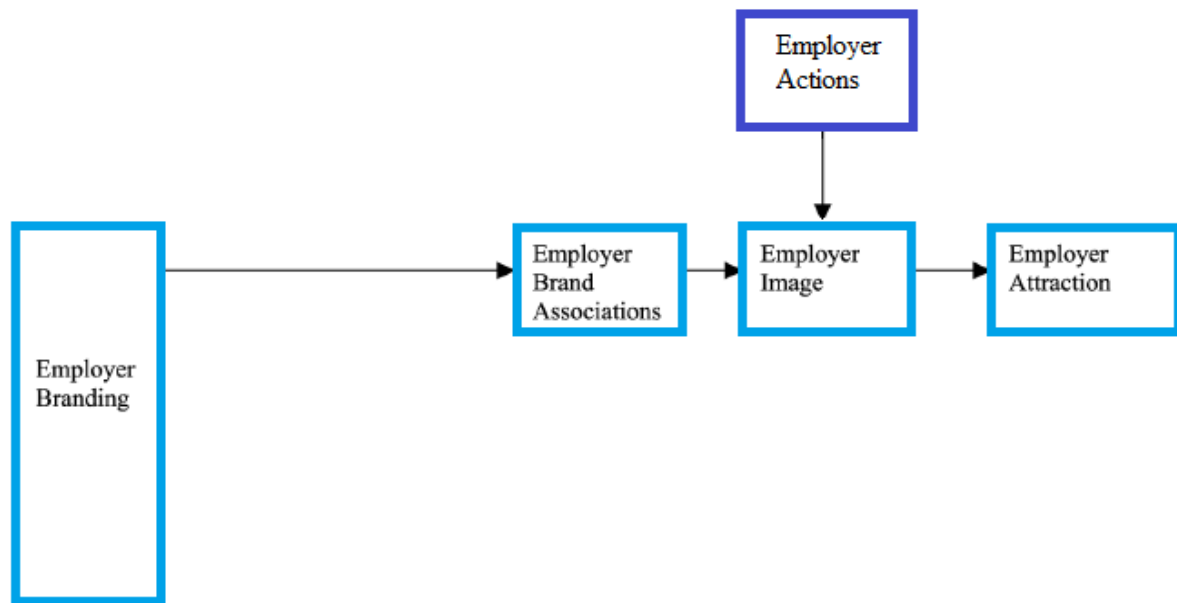 Employer
Actions
Employer
Brand
Associations
Employer
Image
Employer
Attraction
Employer
Branding